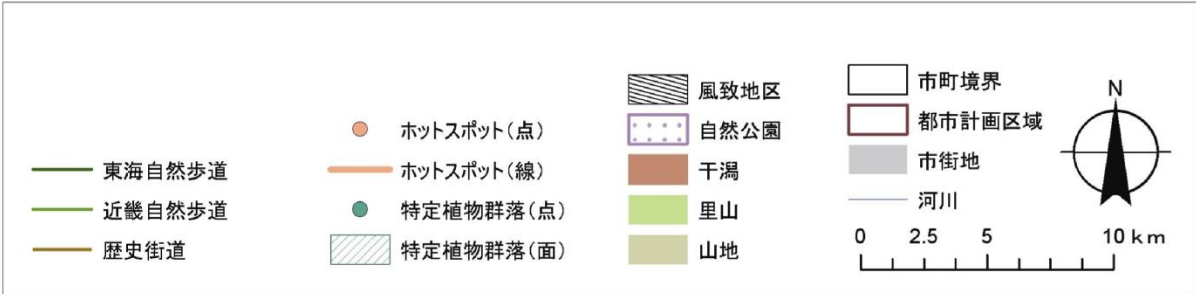 東海自然歩道
近畿自然歩道
歴史街道
ホットスポット(点)
ホットスポット(線)
特定植物群落(点)
特定植物群落(面)
風致地区
自然公園
干潟
里山
山地
市町境界
都市計画区域
市街地
河川
N
0 2.5 5 10 km